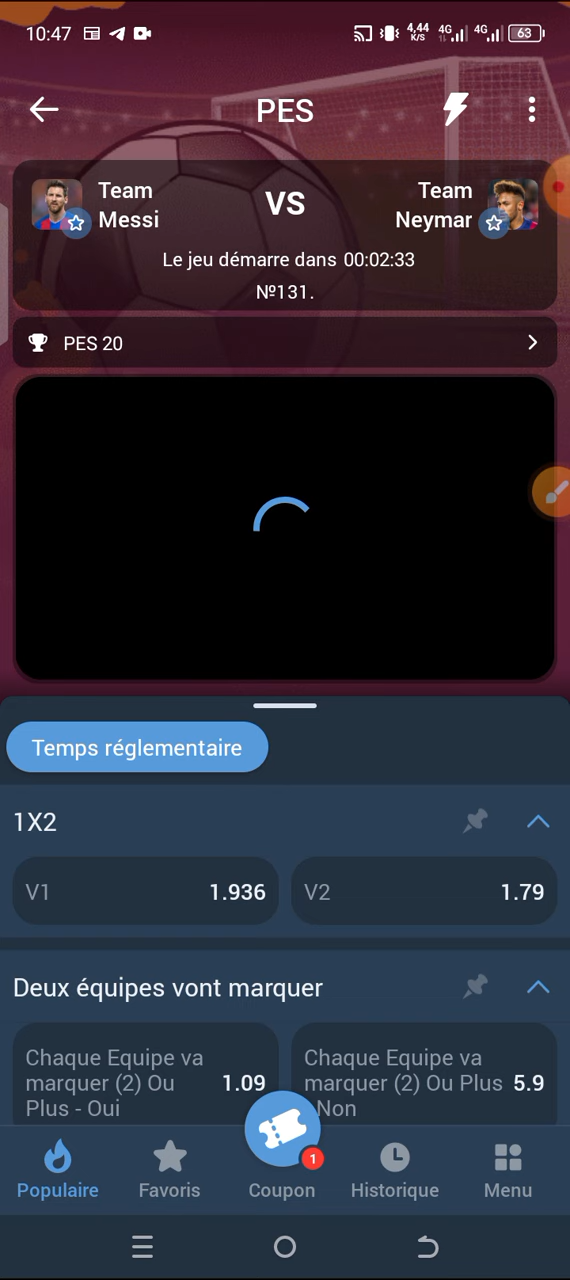 10:47
4,44
K/S
4G
4G
63
PES
Team
Messi
VS
Team
Neymar
Le jeu démarre dans 00:02:33
№131.
PES 20
Temps réglementaire
1X2
V1 1.936
V2 1.79
Deux équipes vont marquer
Chaque Equipe va
marquer (2) Ou
Plus - Oui
1.09
Chaque Equipe va
marquer (2) Ou Plus
Non
5.9
1
Populaire
Favoris
Coupon
Historique
Menu